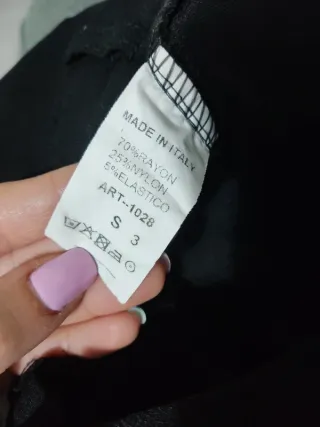 MADE IN ITALY
70%RAYON
25%NYLON
5%ELASTICO
ART--1028
S 3